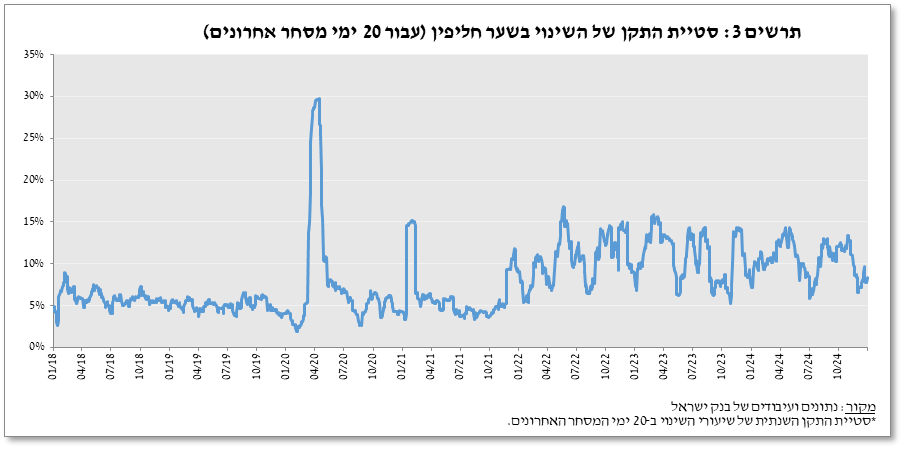 תרשים 3 : סטיית התקן של השינוי בשער חליפין (עבור 20 ימי מסחר אחרונים)
35%
30%
25%
20%
15%
10%
5%
0%
01/18 04/18 07/18 10/18 01/19 04/19 07/19 10/19 01/20 04/20 07/20 10/20 01/21 04/21 07/21 10/21 01/22 04/22 07/22 10/22 01/23 04/23 07/23 10/23 01/24 04/24 07/24 10/24
מקור : נתונים ועיבודים של בנק ישראל
*סטיית התקן השנתית של שיעורי השינוי ב-20 ימי המסחר האחרונים.